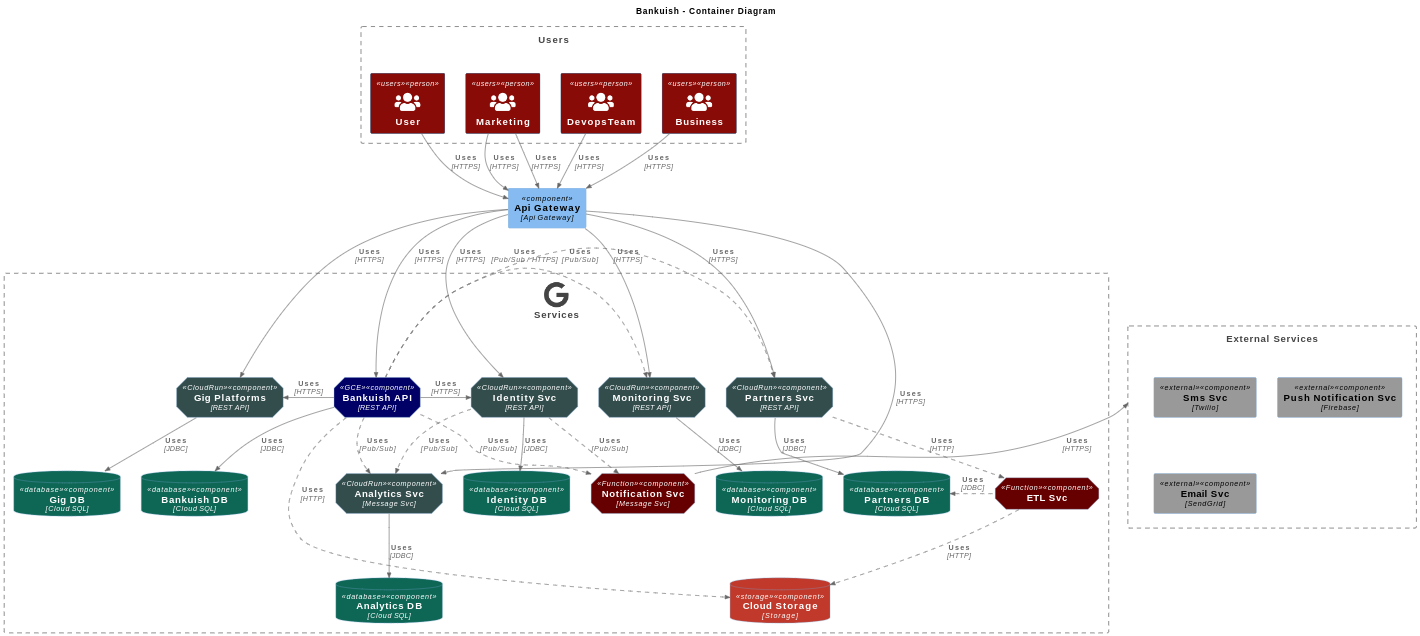 Bankuish - Container Diagram
Users
«users»«person»
User
«users»«person»
Marketing
«users»«person»
DevopsTeam
«users»«person»
Business
Uses
[HTTPS]
Uses
[HTTPS]
Uses
[HTTPS]
Uses
[HTTPS]
Uses
[HTTPS]
«component»
Api Gateway
[Api Gateway]
Uses
[HTTPS]
Uses
[HTTPS]
Uses
[HTTPS]
Uses
[Pub/Sub / HTTPS]
Uses
[Pub/Sub]
Uses
[HTTPS]
Uses
[HTTPS]
Services
External Services
«CloudRun»«component»
Gig Platforms
[REST API]
Uses
[HTTPS]
«GCE»«component»
Bankuish API
[REST API]
Uses
[HTTPS]
«CloudRun»«component»
Identity Svc
[REST API]
«CloudRun»«component»
Monitoring Svc
[REST API]
«CloudRun»«component»
Partners Svc
[REST API]
Uses
[HTTPS]
«external»«component»
Sms Svc
[Twilio]
«external»«component»
Push Notification Svc
[Firebase]
Uses
[JDBC]
Uses
[JDBC]
Uses
[Pub/Sub]
Uses
[Pub/Sub]
Uses
[Pub/Sub]
Uses
[JDBC]
Uses
[Pub/Sub]
Uses
[JDBC]
Uses
[JDBC]
Uses
[HTTP]
Uses
[HTTPS]
«database»«component»
Gig DB
[Cloud SQL]
«database»«component»
Bankuish DB
[Cloud SQL]
Uses
[HTTP]
«CloudRun»«component»
Analytics Svc
[Message Svc]
«database»«component»
Identity DB
[Cloud SQL]
«Function»«component»
Notification Svc
[Message Svc]
«database»«component»
Monitoring DB
[Cloud SQL]
«database»«component»
Partners DB
[Cloud SQL]
Uses
[JDBC]
«Function»«component»
ETL Svc
«external»«component»
Email Svc
[SendGrid]
Uses
[JDBC]
Uses
[HTTP]
«database»«component»
Analytics DB
[Cloud SQL]
«storage»«component»
Cloud Storage
[Storage]